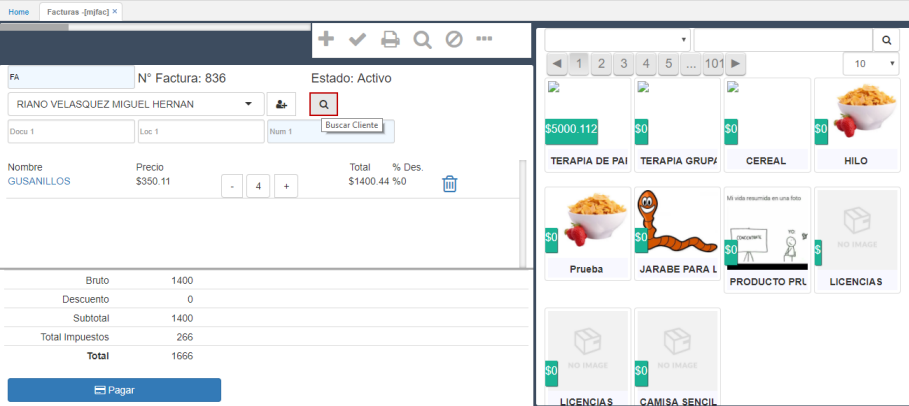 Home Facturas -[mjfac] ×
FA
N° Factura: 836
Estado: Activo
RIANO VELASQUEZ MIGUEL HERNAN
Buscar Cliente
Docu 1
Loc 1
Num 1
Nombre Precio Total % Des.
GUSANILLOS $350.11 - 4 + $1400.44 %0
Bruto 1400
Descuento 0
Subtotal 1400
Total Impuestos 266
Total 1666
Pagar
1 2 3 4 5 ... 101
10
$5000.112 $0 $0 $0
TERAPIA DE PAI TERAPIA GRUPA CEREAL HILO
Mi vida resumida en una foto
NO IMAGE
$0 $0 $0 $
Prueba JARABE PARA L PRODUCTO PRU LICENCIAS
NO IMAGE NO IMAGE
$0 $0
LICENCIAS CAMISA SENCIL